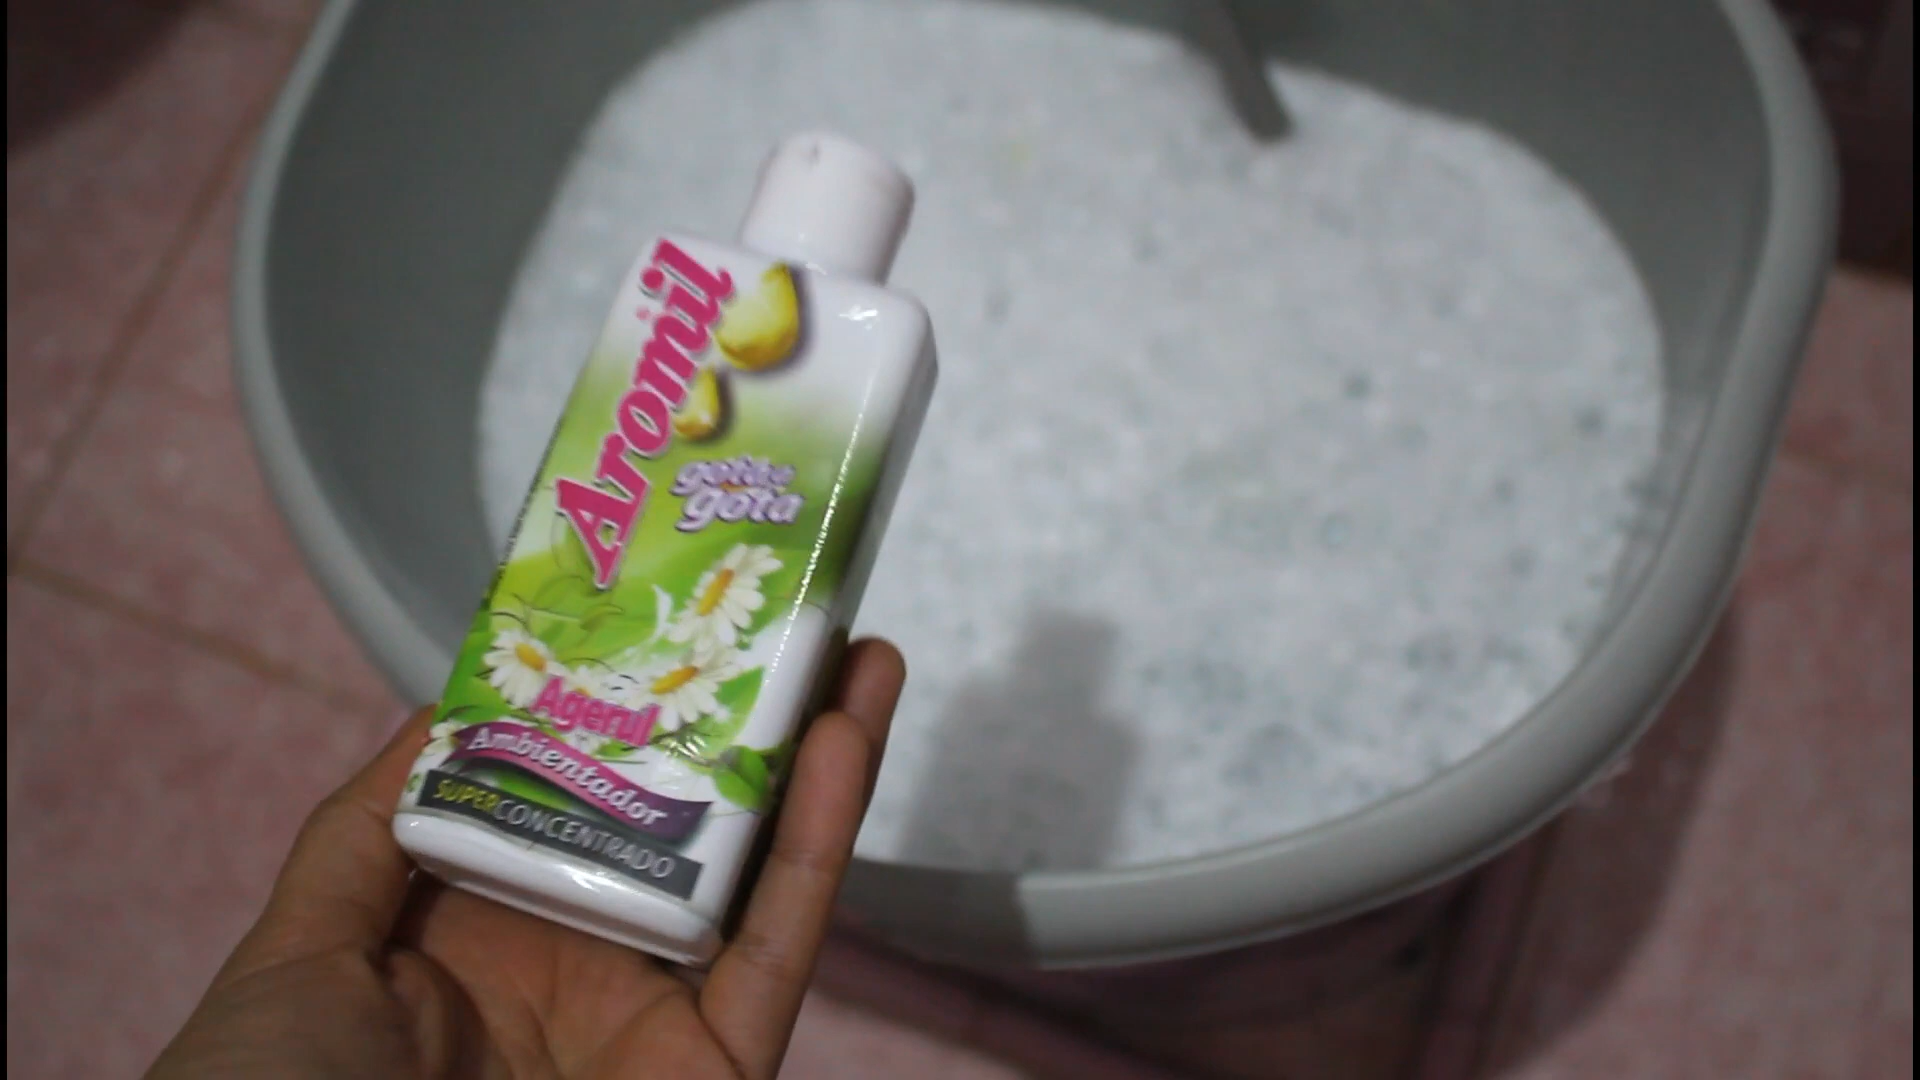 Aromil
gota
gota
Agerul
Ambientador
SUPERCONCENTRADO